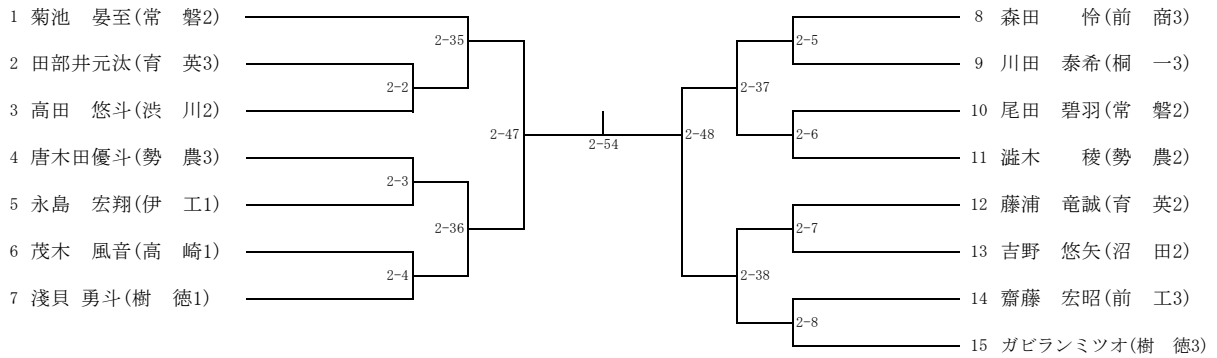 1 菊池　晏至(常　磐2)
2 田部井元汰(育　英3)
3 高田　悠斗(渋　川2)
4 唐木田優斗(勢　農3)
5 永島　宏翔(伊　工1)
6 茂木　風音(高　崎1)
7 淺貝 勇斗(樹　徳1)
2-35
2-2
2-47
2-3
2-36
2-4
2-54
2-5
2-37
2-6
2-48
2-7
2-38
2-8
8 森田　　怜(前　商3)
9 川田　泰希(桐　一3)
10 尾田　碧羽(常　磐2)
11 澁木　　稜(勢　農2)
12 藤浦　竜誠(育　英2)
13 吉野　悠矢(沼　田2)
14 齋藤　宏昭(前　工3)
15 ガビランミツオ(樹　徳3)